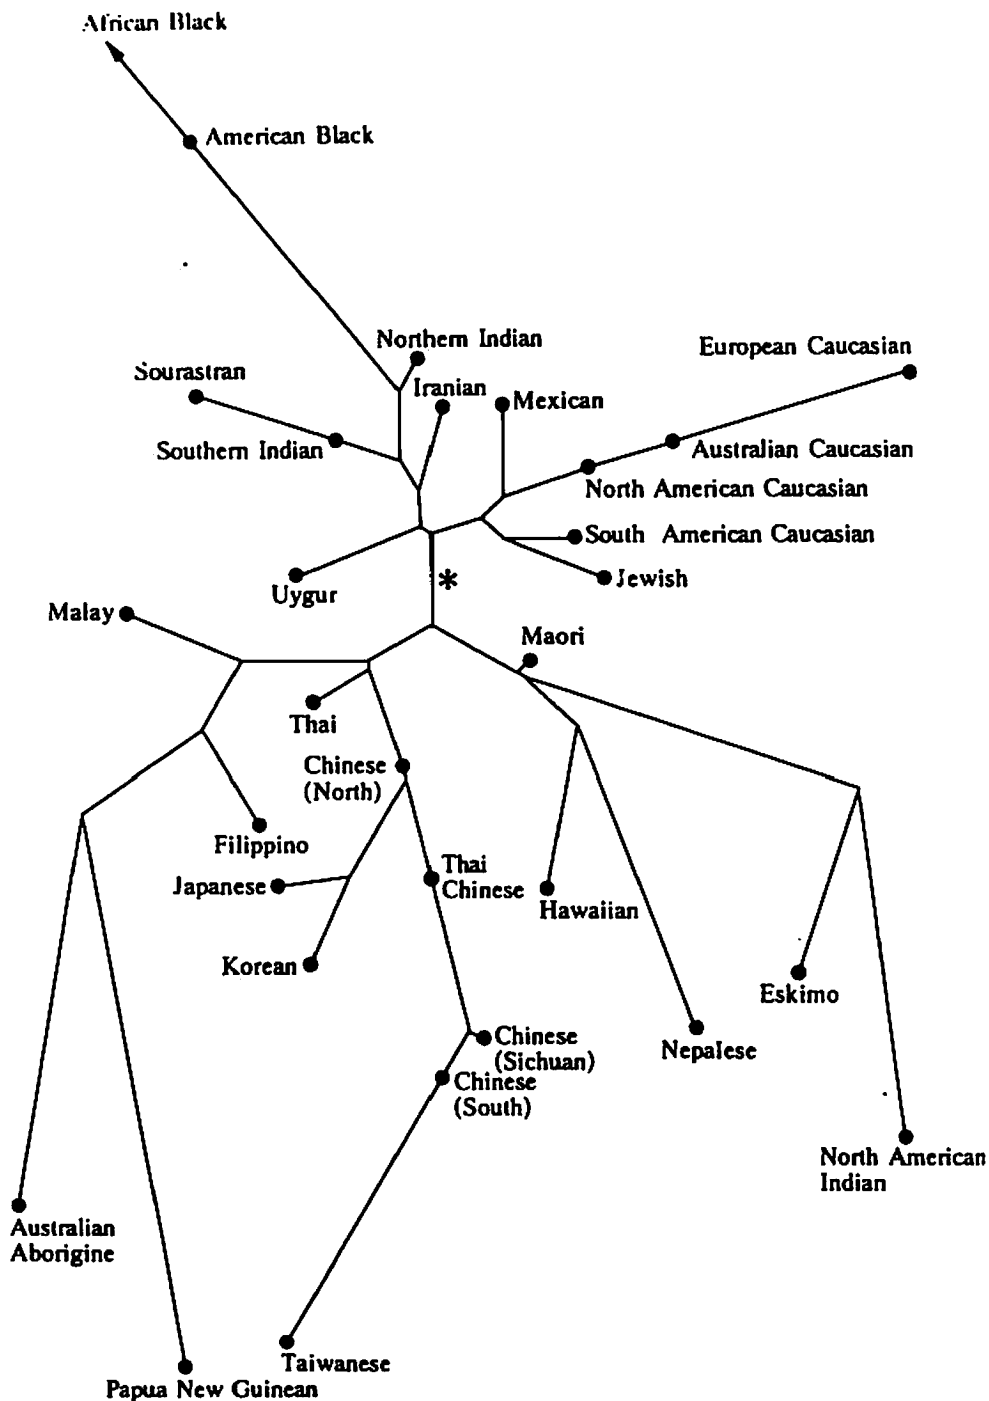 African Black
American Black
Northern Indian
European Caucasian
Sourastran
Iranian
Mexican
Southern Indian
Australian Caucasian
North American Caucasian
South American Caucasian
Uygur
*
Jewish
Malay
Maori
Thai
Chinese
(North)
Filippino
Thai
Chinese
Japanese
Hawaiian
Korean
Eskimo
Chinese
(Sichuan)
Nepalese
Chinese
(South)
North American
Indian
Australian
Aborigine
Taiwanese
Papua New Guinean